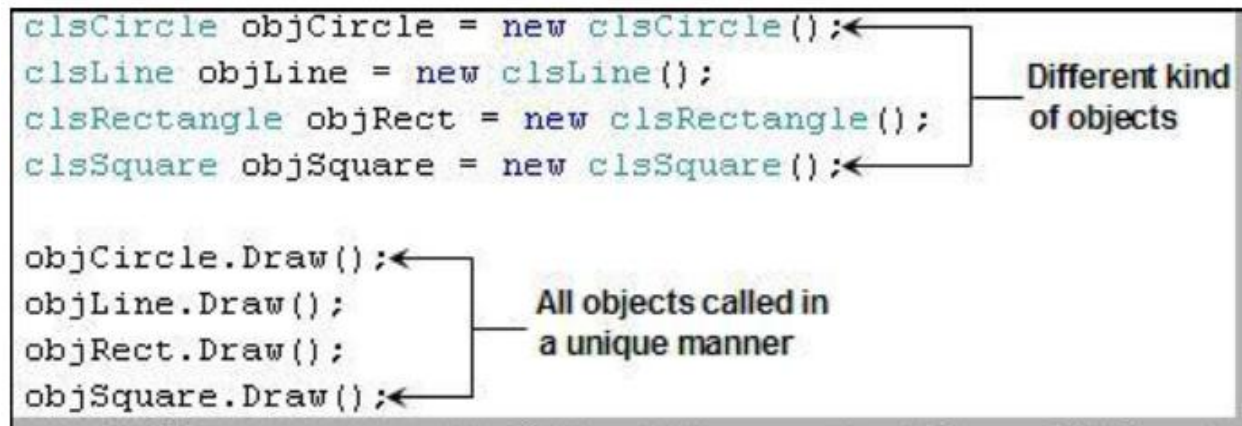 clsCircle objCircle = new clsCircle();
clsLine objLine = new clsLine();
clsRectangle objRect = new clsRectangle();
clsSquare objSquare = new clsSquare();
Different kind
of objects
objCircle.Draw();
objLine.Draw();
objRect.Draw();
objSquare.Draw();
All objects called in
a unique manner